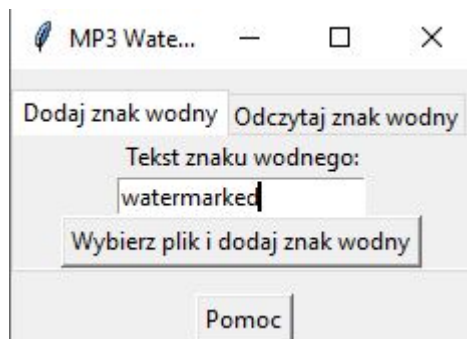 MP3 Wate...
Dodaj znak wodny Odczytaj znak wodny
Tekst znaku wodnego:
watermarked
Wybierz plik i dodaj znak wodny
Pomoc